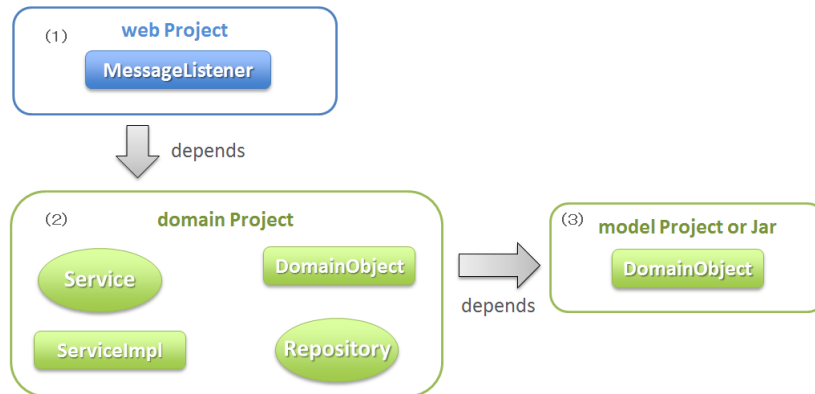 (1)
web Project
MessageListener
depends
(2)
domain Project
Service
DomainObject
ServiceImpl
Repository
depends
(3)
model Project or Jar
DomainObject